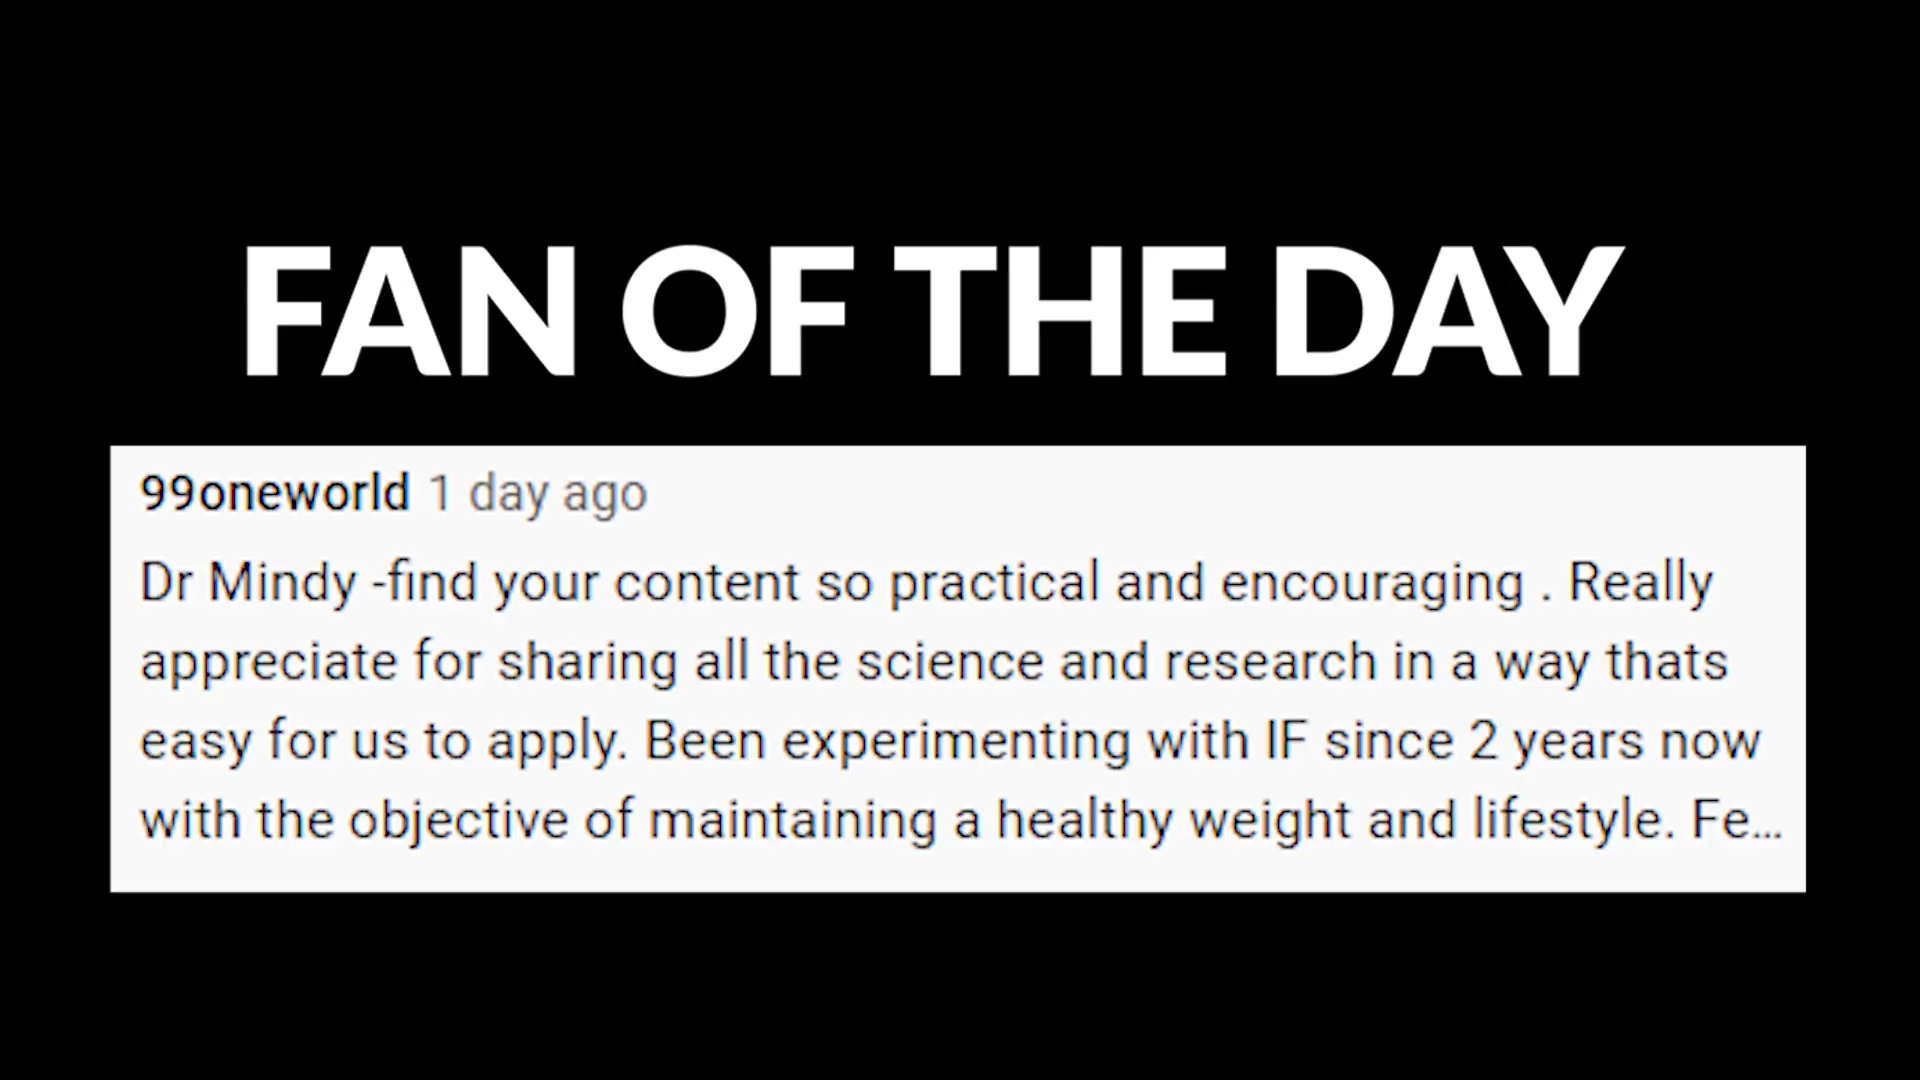 FAN OF THE DAY
99oneworld 1 day ago
Dr Mindy -find your content so practical and encouraging . Really
appreciate for sharing all the science and research in a way thats
easy for us to apply. Been experimenting with IF since 2 years now
with the objective of maintaining a healthy weight and lifestyle. Fe...